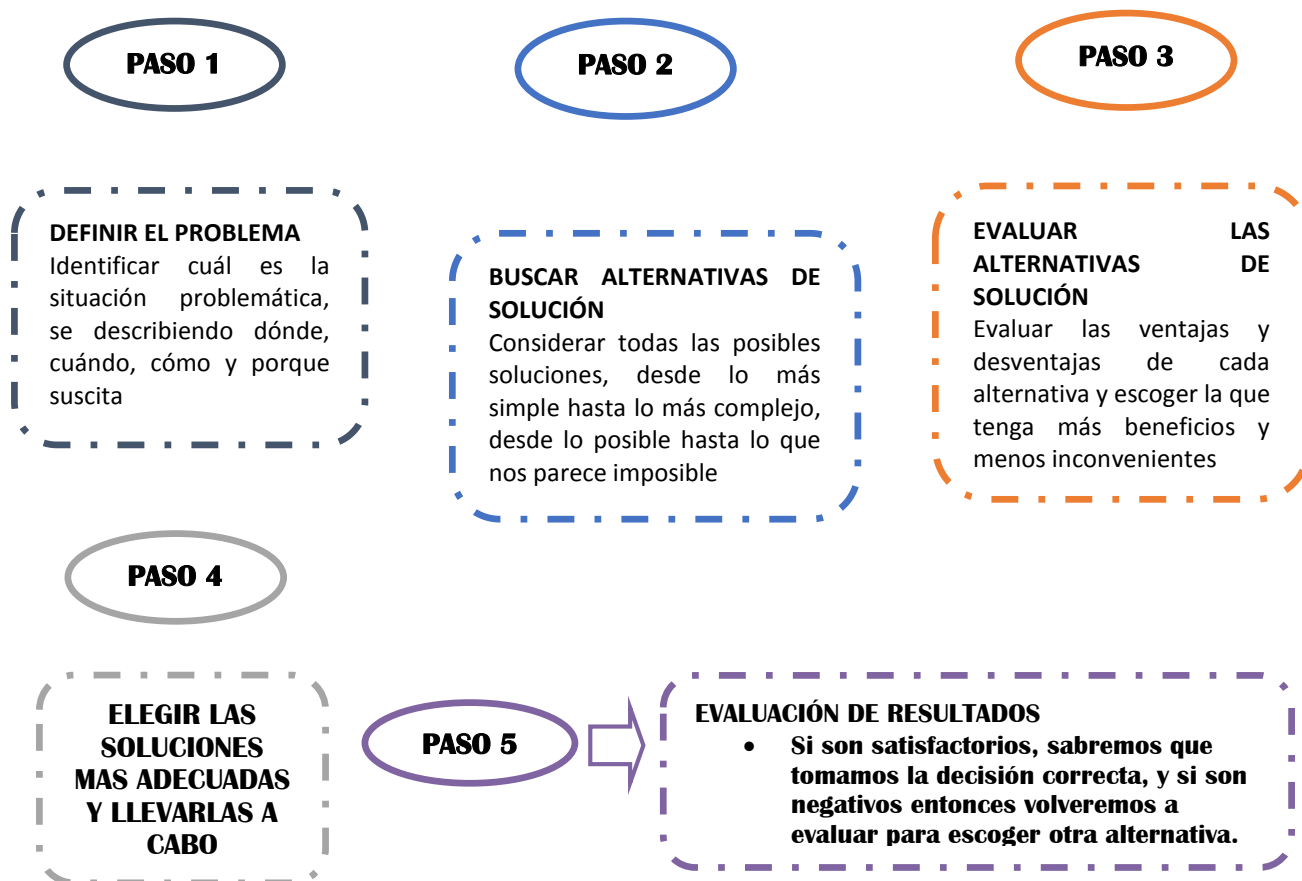 PASO 1
DEFINIR EL PROBLEMA
Identificar cuál es la
situación problemática,
se describiendo dónde,
cuándo, cómo y porque
suscita
PASO 2
BUSCAR ALTERNATIVAS DE
SOLUCIÓN
Considerar todas las posibles
soluciones, desde lo más
simple hasta lo más complejo,
desde lo posible hasta lo que
nos parece imposible
PASO 3
EVALUAR LAS
ALTERNATIVAS DE
SOLUCIÓN
Evaluar las ventajas y
desventajas de cada
alternativa y escoger la que
tenga más beneficios y
menos inconvenientes
PASO 4
ELEGIR LAS
SOLUCIONES
MAS ADECUADAS
Y LLEVARLAS A
CABO
PASO 5
EVALUACIÓN DE RESULTADOS
• Si son satisfactorios, sabremos que
tomamos la decisión correcta, y si son
negativos entonces volveremos a
evaluar para escoger otra alternativa.